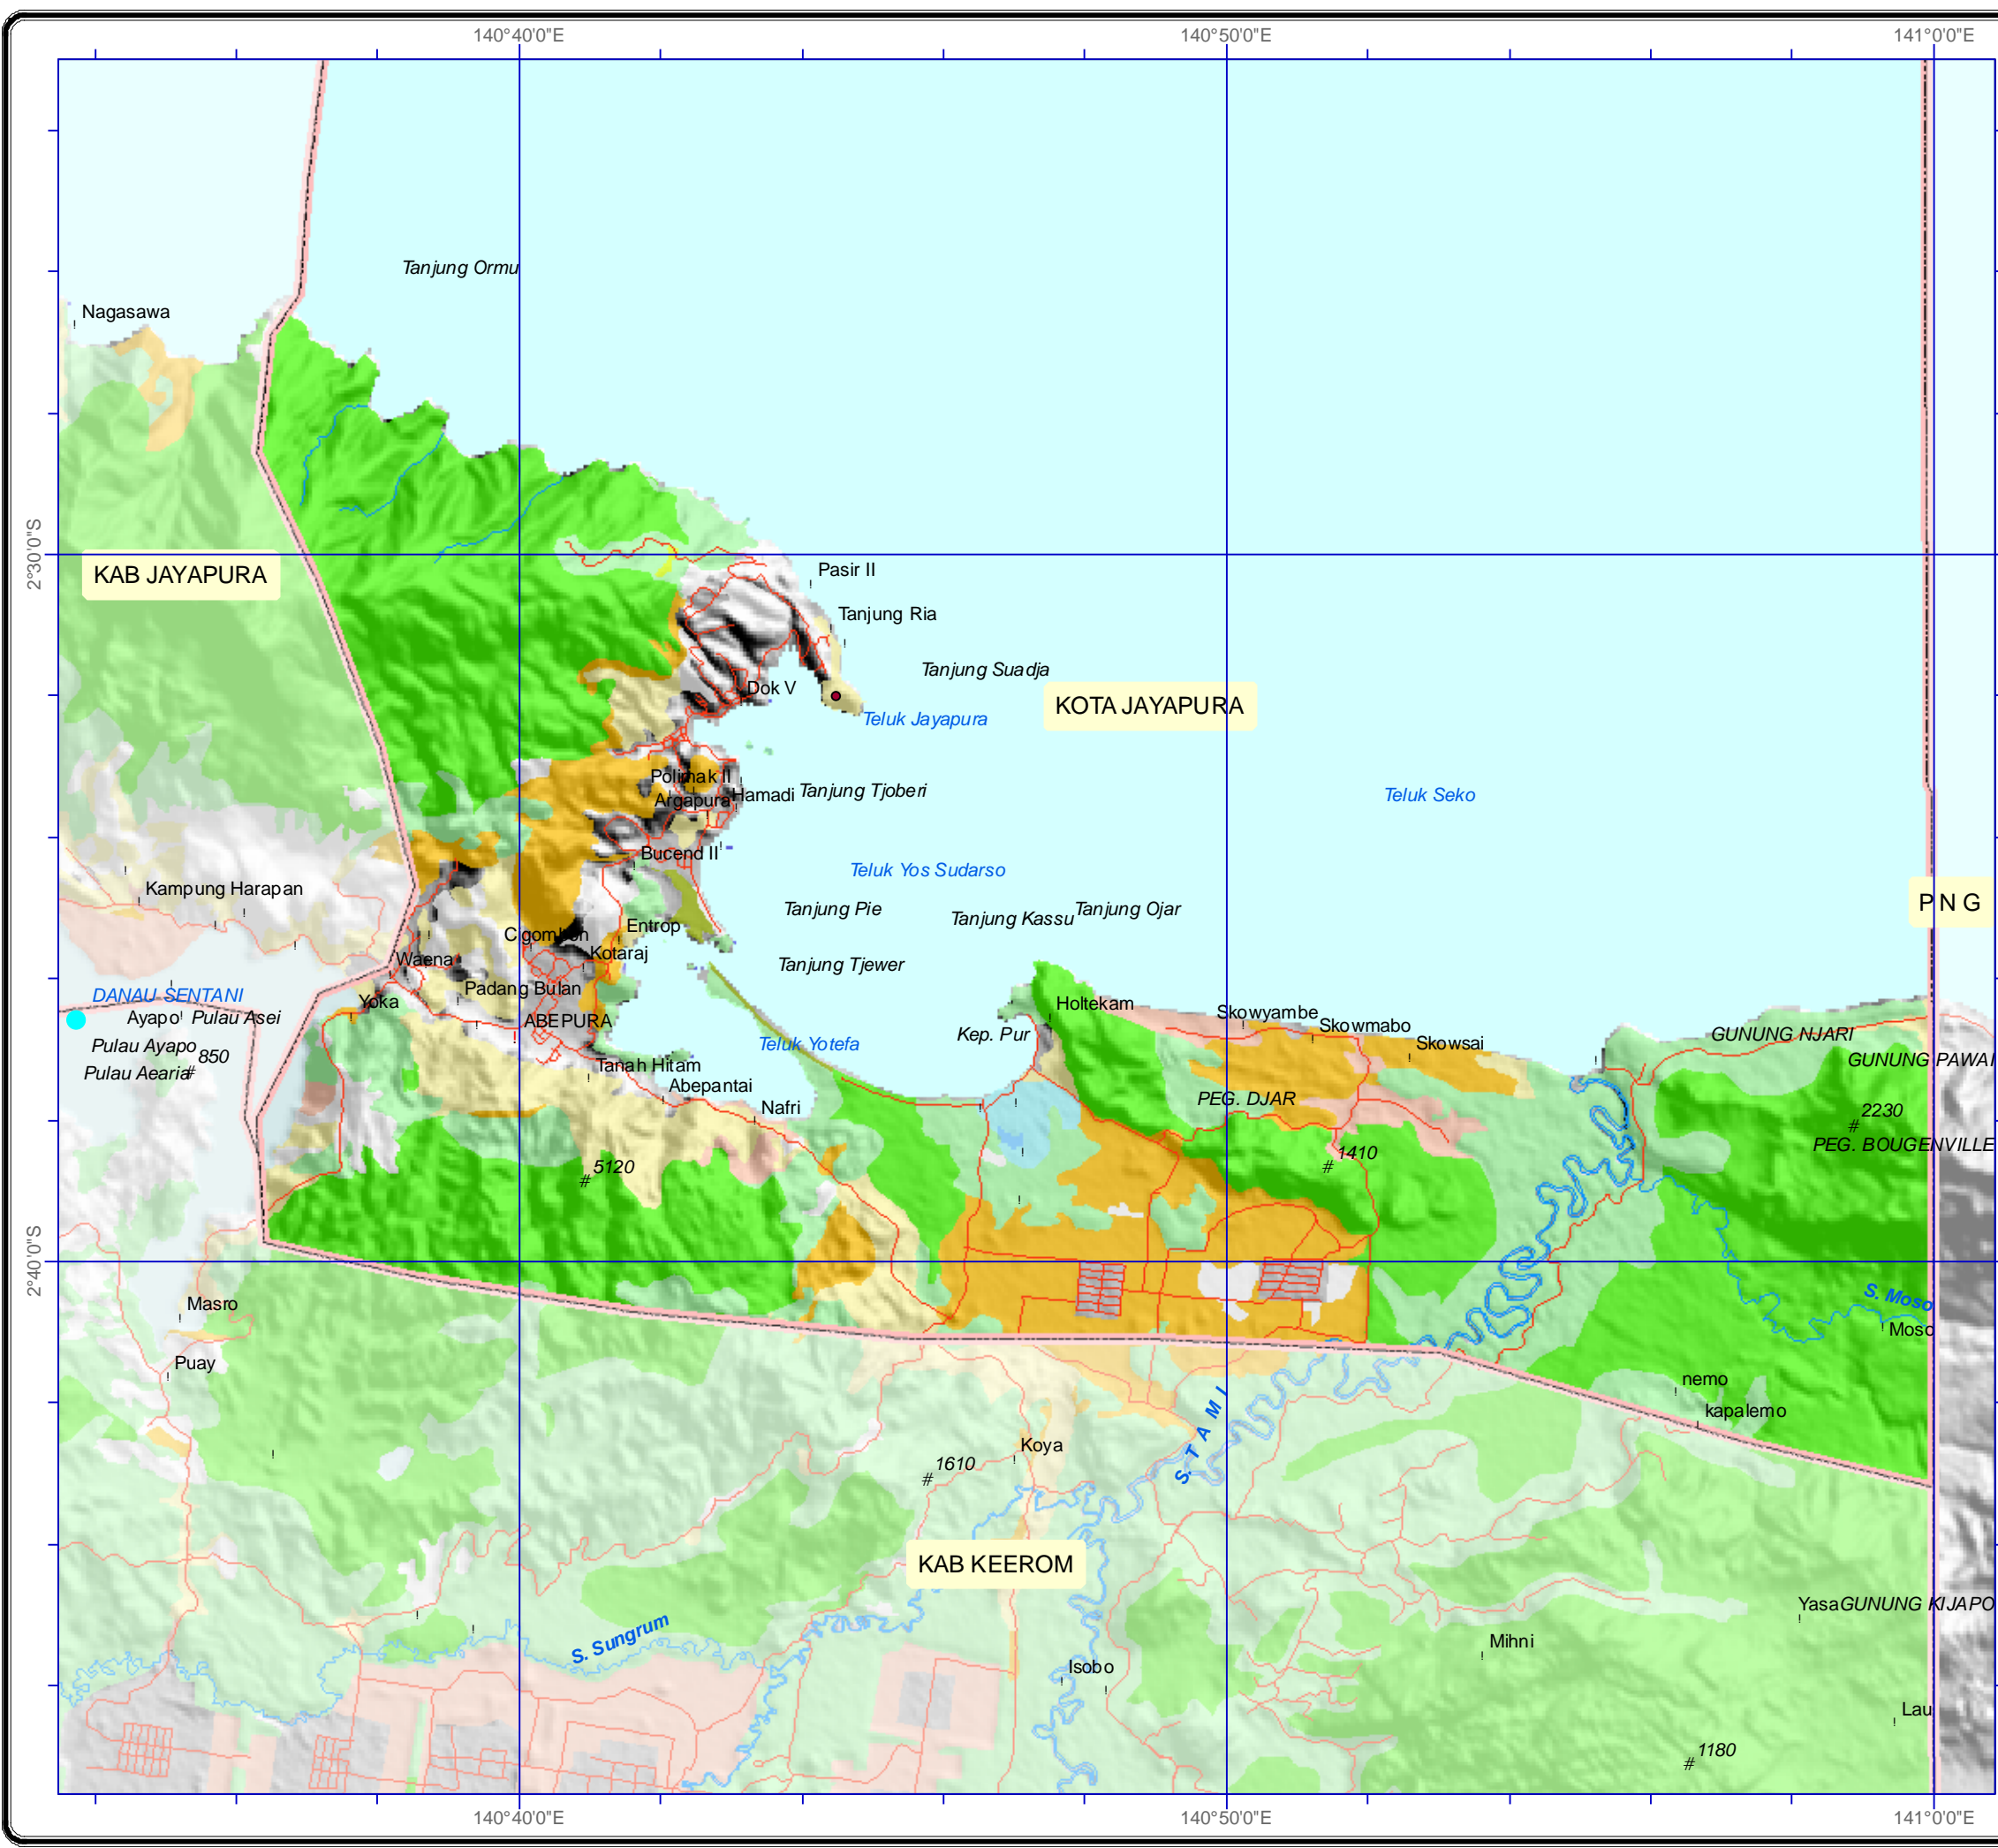 140°40'0"E
140°50'0"E
141°0'0"E
Tanjung Ormu
Nagasawa
2°30'0"S
KAB JAYAPURA
Pasir II
Tanjung Ria
Tanjung Suadja
Dok V
KOTA JAYAPURA
Teluk Jayapura
Polimak II
Tanjung Tjoberi
Hamadi
Argapura
Teluk Seko
Bucend II
Teluk Yos Sudarso
Kampung Harapan
P N G
Tanjung Pie
Tanjung Kassu
Tanjung Ojar
Entrop
Kotaraj
Waena
Tanjung Tjewer
Padang Bulan
DANAU SENTANI
Yoka
Holtekam
Skowyambe
Ayapo
Pulau Asei
ABEPURA
Skowmabo
Kep. Pur
GUNUNG NJARI
Pulau Ayapo
Teluk Yotefa
Skowsai
850
#
GUNUNG PAWAI
Pulau Aearia
Tanah Hitam
Abepantai
PEG. DJAR
Nafri
2230
#
PEG. BOUGENVILLE
1410
#
5120
#
2°40'0"S
S. Moso
Masro
Moso
Puay
nemo
kapalemo
S. T A M I
Koya
1610
#
KAB KEEROM
Yasa
GUNUNG KIJAPO
S. Sungrum
Mihni
Isobo
Lau
1180
#
140°40'0"E
140°50'0"E
141°0'0"E